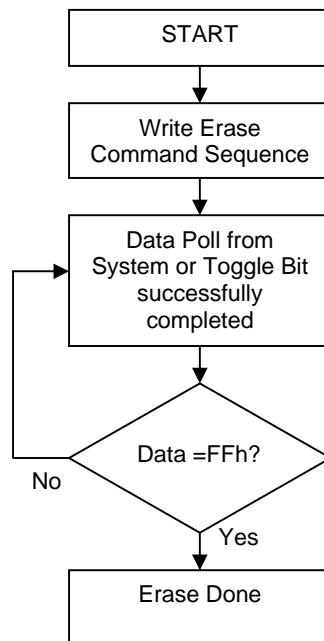 START
Write Erase
Command Sequence
Data Poll from
System or Toggle Bit
successfully
completed
Data =FFh?
No
Yes
Erase Done